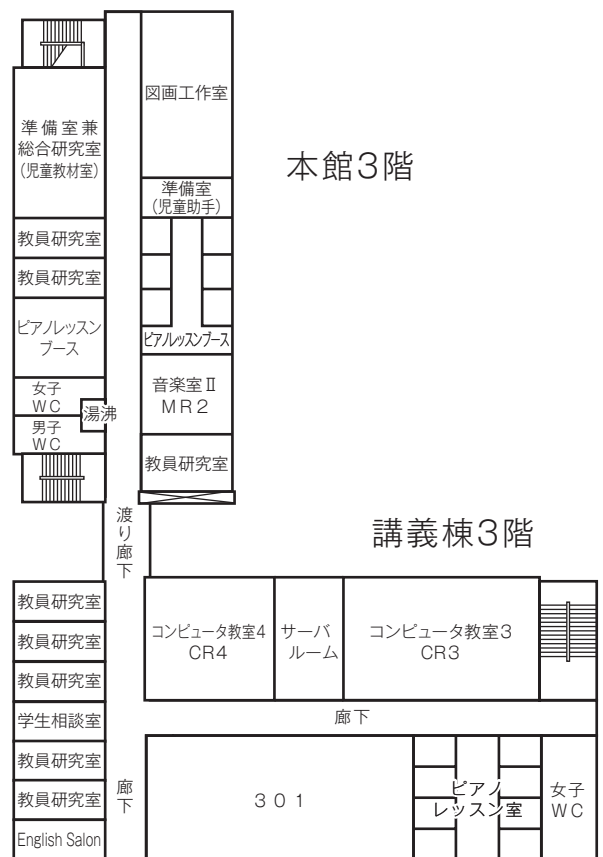 図画工作室
準備室兼
総合研究室
(児童教材室)
本館3階
準備室
(児童助手)
教員研究室
教員研究室
ピアノレッスン
ブース
ピアノレッスンブース
女子
WC
湯沸
男子
WC
音楽室Ⅱ
MR2
教員研究室
渡り廊下
講義棟3階
教員研究室
教員研究室
教員研究室
学生相談室
教員研究室
教員研究室
English Salon
コンピュータ教室4
CR4
サーバ
ルーム
コンピュータ教室3
CR3
廊下
廊下
301
ピアノ
レッスン室
女子
WC